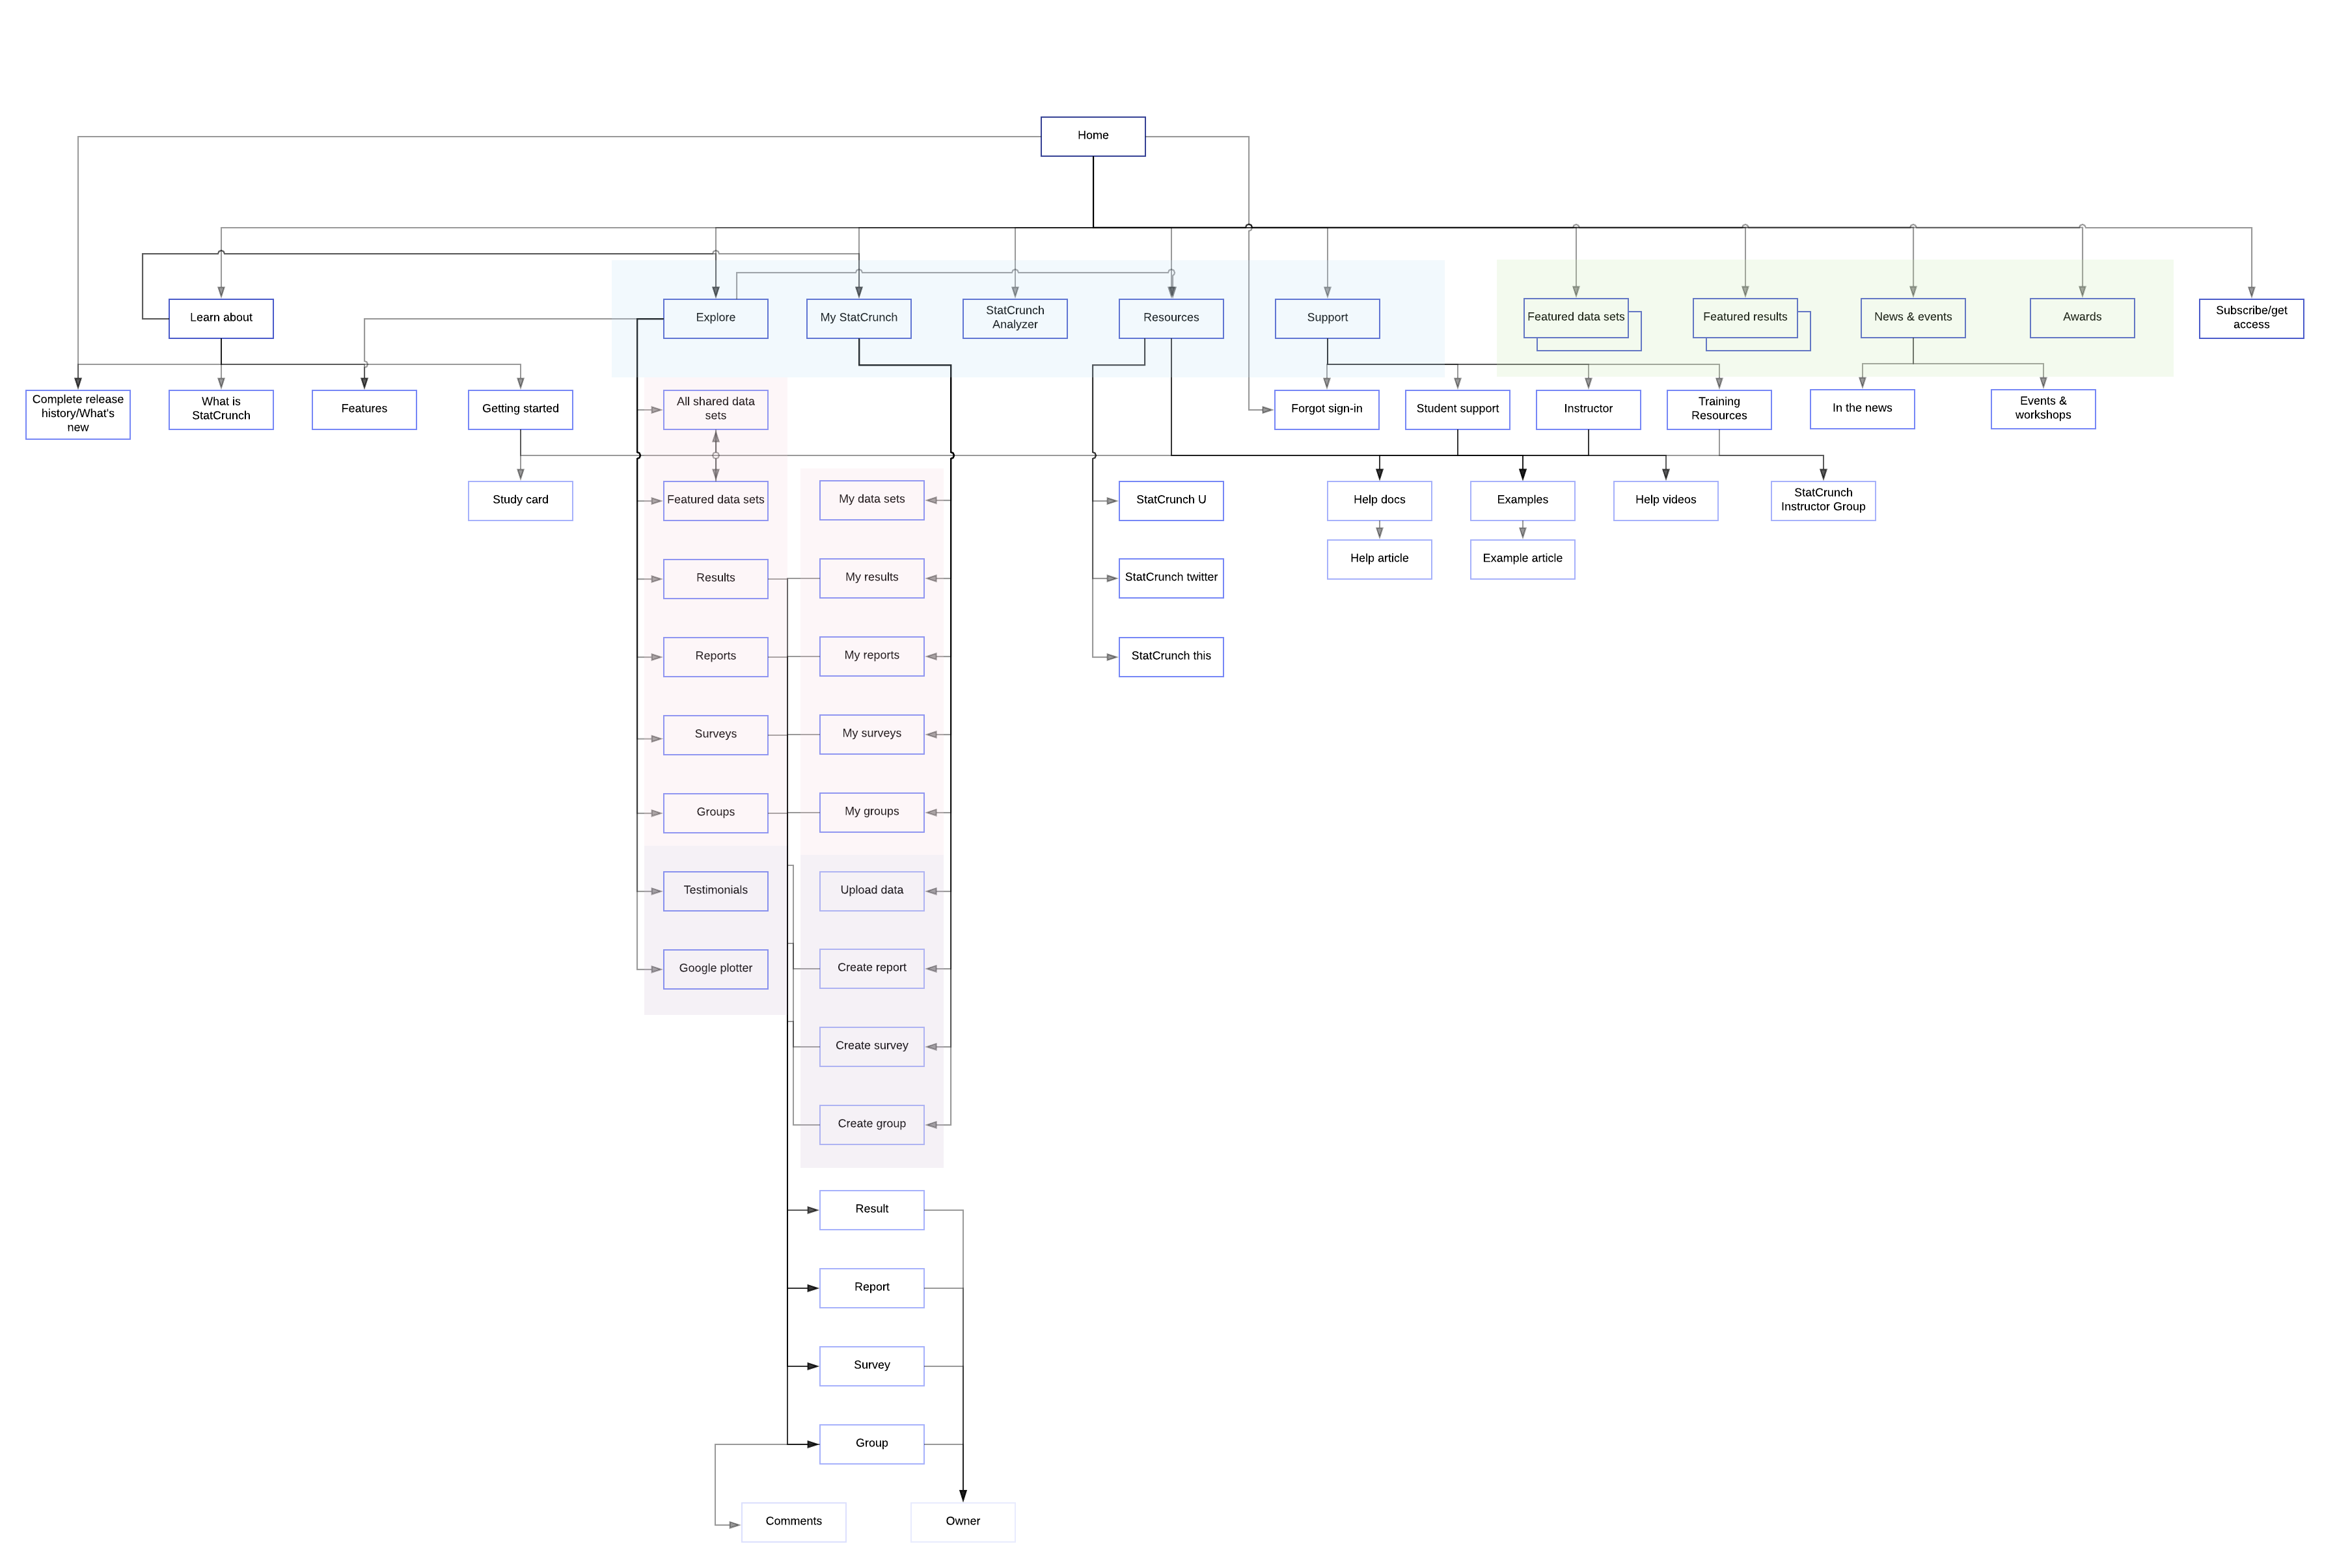 Home
Learn about
Explore
My StatCrunch
StatCrunch
Analyzer
Resources
Support
Featured data sets
Featured results
News & events
Awards
Subscribe/get
access
Complete release
history/What's
new
What is
StatCrunch
Features
Getting started
All shared data
sets
Forgot sign-in
Student support
Instructor
Training
Resources
In the news
Events &
workshops
Study card
Featured data sets
My data sets
StatCrunch U
Help docs
Examples
Help videos
StatCrunch
Instructor Group
Help article
Example article
Results
My results
StatCrunch twitter
Reports
My reports
StatCrunch this
Surveys
My surveys
Groups
My groups
Testimonials
Upload data
Google plotter
Create report
Create survey
Create group
Result
Report
Survey
Group
Comments
Owner